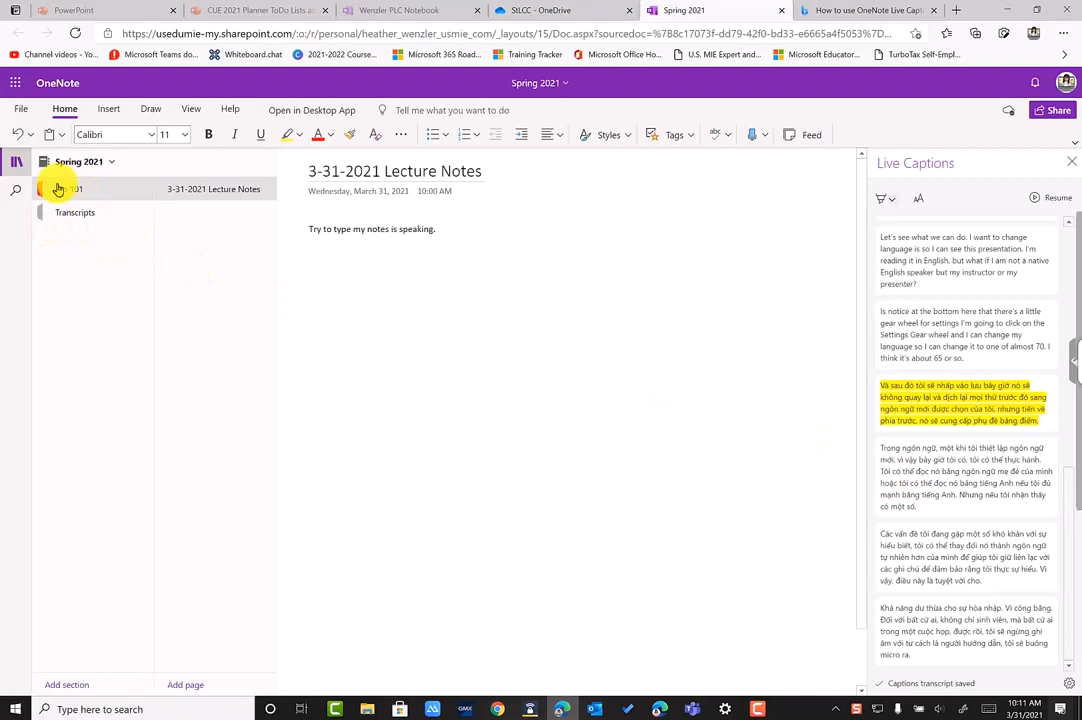 PowerPoint
CUE 2021 Planner ToDo Lists a
Wenzler PLC Notebook
StLCC - OneDrive
Spring 2021
How to use OneNote Live Caption
https://usedumie-my.sharepoint.com/:o:/r/personal/heather_wenzler_usmie_com/_layouts/15/Doc.aspx?sourcedoc=%7B8c17073f-dd79-42f0-bd33-e6665a4f5053%7D...
Channel videos - Yo...
Microsoft Teams do...
Whiteboard.chat
2021-2022 Course...
Microsoft 365 Road...
Training Tracker
Microsoft Office Ho...
U.S. MIE Expert an...
Deaflympics - U.S...
TurboTax Self-Empl...
OneNote
Spring 2021
File
Home
Insert
Draw
View
Help
Open in Desktop App
Tell me what you want to do
Share
Calibri
11
B
I
U
A
Styles
Tags
Feed
Spring 2021
101
3-31-2021 Lecture Notes
Transcripts
3-31-2021 Lecture Notes
Wednesday, March 31, 2021 10:00 AM
Try to type my notes is speaking.
Live Captions
AA
Resume
Let's see what we can do. I want to change
language is so I can see this presentation. I'm
reading it in English, but what if I am not a native
English speaker but my instructor or my
presenter?
Is notice at the bottom here that there's a little
gear wheel for settings I'm going to click on the
Settings Gear wheel and I can change my
language so I can change it to one of almost 70. I
think it's about 65 or so.
Và sau đó tôi sẽ nhấp vào lưu bây giờ nó sẽ
không quay lại và dịch lại mọi thứ trước đó sang
ngôn ngữ mới được chọn của tôi, nhưng tiến về
phía trước, nó sẽ cung cấp phụ đề bảng điểm.
Trong ngôn ngữ, một khi tôi thiết lập ngôn ngữ
mới, vì vậy bây giờ tôi có, tôi có thể thực hành.
Tôi có thể đọc nó bằng ngôn ngữ mẹ đẻ của mình
hoặc tôi có thể đọc nó bằng tiếng Anh nếu tôi đủ
mạnh bằng tiếng Anh. Nhưng nếu tôi nhận thấy
có một số.
Các vấn đề tôi đang gặp một số khó khăn với sự
hiểu biết, tôi có thể thay đổi nó thành ngôn ngữ
tự nhiên hơn của mình để giúp tôi giữ liên lạc với
các ghi chú để đảm bảo rằng tôi thực sự hiểu. Vì
vậy, điều này là tuyệt vời cho.
Khả năng dư thừa cho sự hòa nhập. Vì công bằng.
Đối với bất cứ ai, không chỉ sinh viên, mà bất cứ ai
trong một cuộc họp, được rồi, tôi sẽ ngừng ghi
âm với tư cách là người hướng dẫn, tôi sẽ buông
micro ra.
Captions transcript saved
Add section
Add page
Type here to search
10:11 AM
3/31/2021